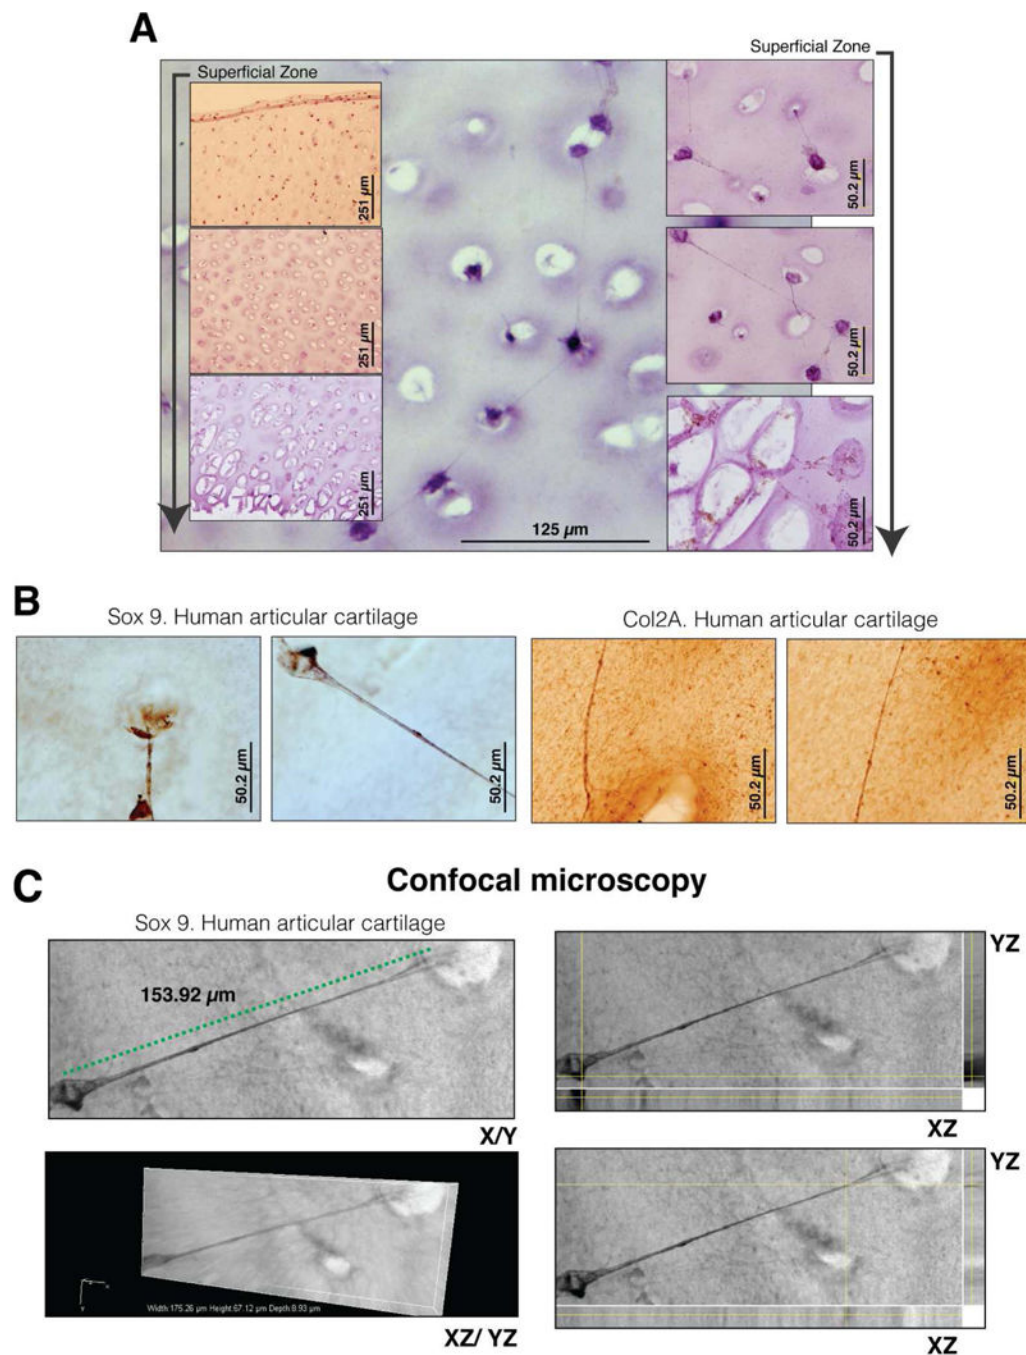 A
Superficial Zone
Superficial Zone
251 µm
251 µm
251 µm
125 µm
50.2 µm
50.2 µm
50.2 µm
B
Sox 9. Human articular cartilage
Col2A. Human articular cartilage
50.2 µm
50.2 µm
50.2 µm
50.2 µm
C
Confocal microscopy
Sox 9. Human articular cartilage
153.92 µm
X/Y
YZ
XZ
Width:175.26 µm Height:67.12 µm Depth:8.93 µm
XZ/ YZ
YZ
XZ